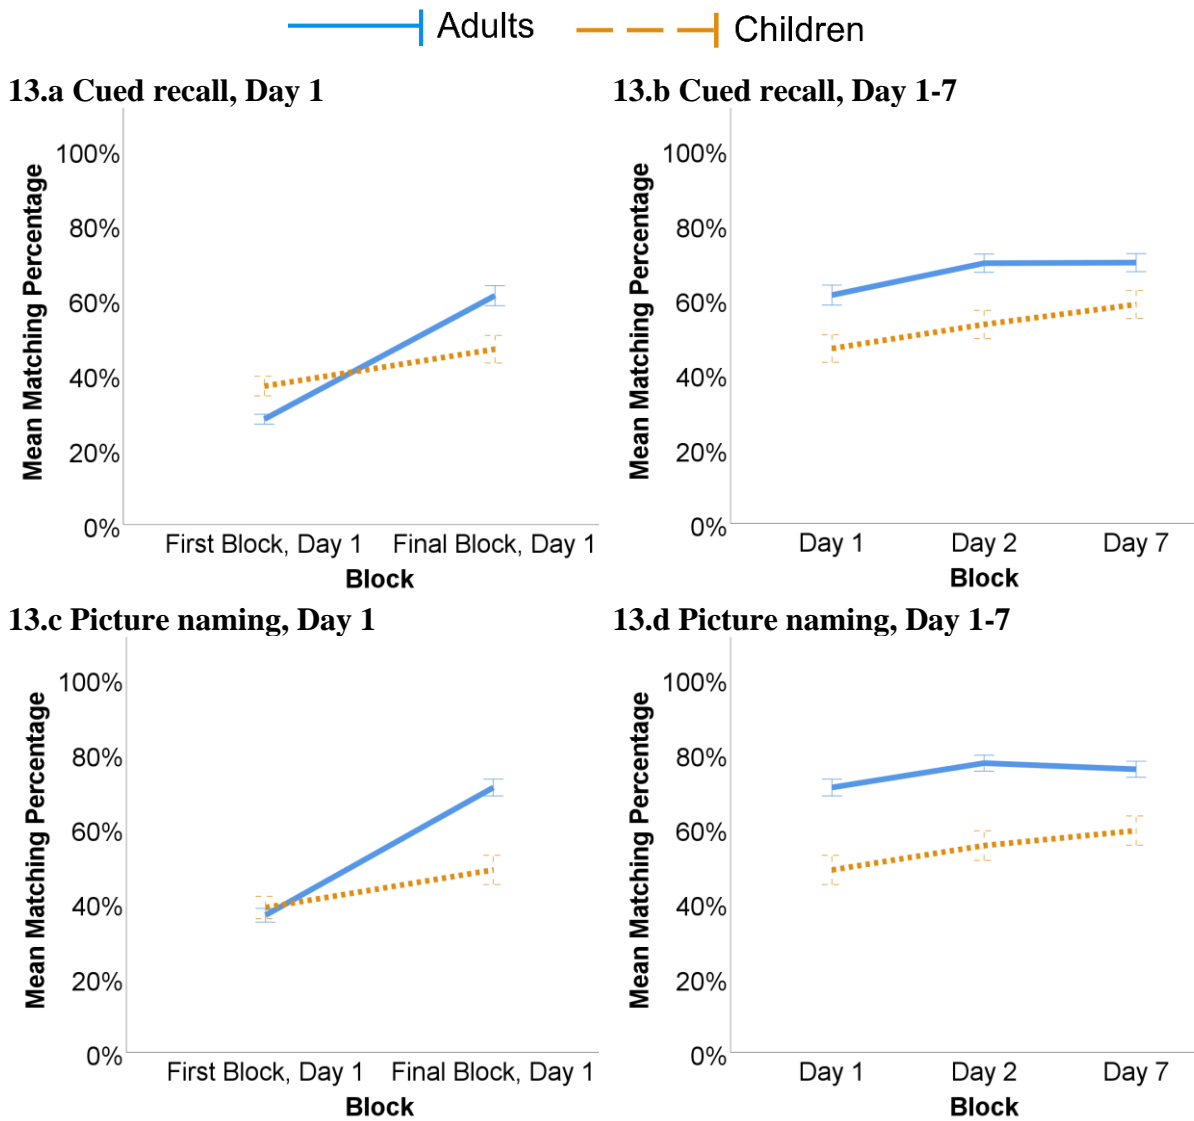 Adults Children
13.a Cued recall, Day 1
Mean Matching Percentage
100%
80%
60%
40%
20%
0%
First Block, Day 1 Final Block, Day 1
Block
13.b Cued recall, Day 1-7
Mean Matching Percentage
100%
80%
60%
40%
20%
0%
Day 1 Day 2 Day 7
Block
13.c Picture naming, Day 1
Mean Matching Percentage
100%
80%
60%
40%
20%
0%
First Block, Day 1 Final Block, Day 1
Block
13.d Picture naming, Day 1-7
Mean Matching Percentage
100%
80%
60%
40%
20%
0%
Day 1 Day 2 Day 7
Block